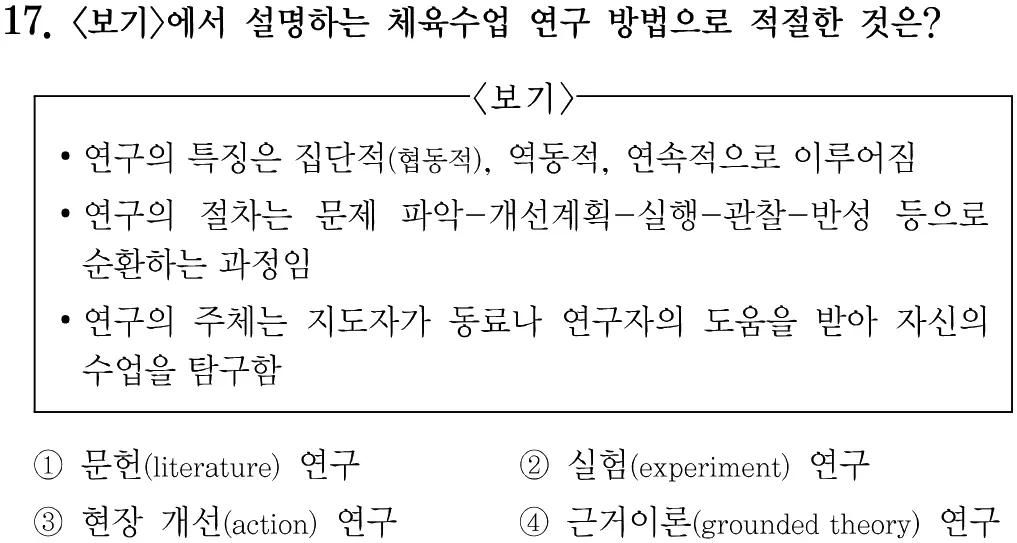 17. 〈보기〉에서 설명하는 체육수업 연구 방법으로 적절한 것은?
〈보기〉
• 연구의 특징은 집단적(협동적), 역동적, 연속적으로 이루어짐
• 연구의 절차는 문제 파악-개선계획-실행-관찰-반성 등으로
순환하는 과정임
• 연구의 주체는 지도자가 동료나 연구자의 도움을 받아 자신의
수업을 탐구함
① 문헌(literature) 연구 ② 실험(experiment) 연구
③ 현장 개선(action) 연구 ④ 근거이론(grounded theory) 연구